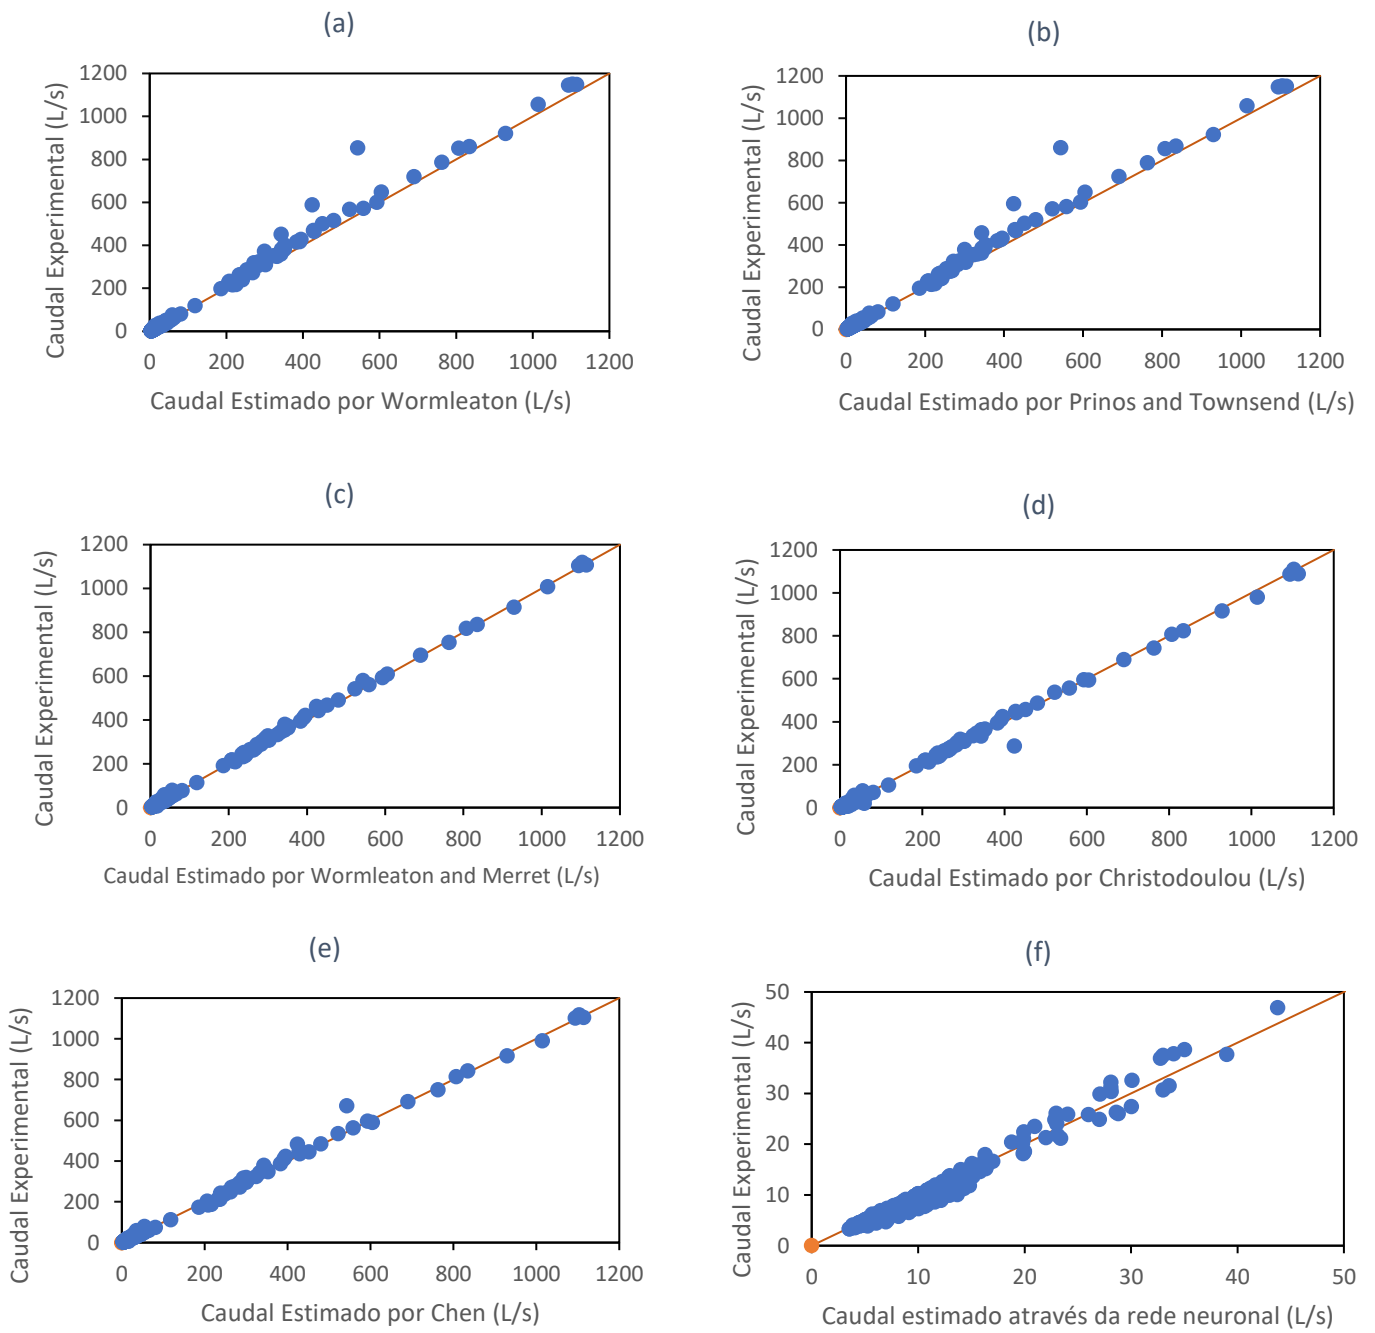 (a)
Caudal Experimental (L/s)
1200
1000
800
600
400
200
0
0 200 400 600 800 1000 1200
Caudal Estimado por Wormleaton (L/s)
(b)
Caudal Experimental (L/s)
1200
1000
800
600
400
200
0
0 200 400 600 800 1000 1200
Caudal Estimado por Prinos and Townsend (L/s)
(c)
Caudal Experimental (L/s)
1200
1000
800
600
400
200
0
0 200 400 600 800 1000 1200
Caudal Estimado por Wormleaton and Merret (L/s)
(d)
Caudal Experimental (L/s)
1200
1000
800
600
400
200
0
0 200 400 600 800 1000 1200
Caudal Estimado por Christodoulou (L/s)
(e)
Caudal Experimental (L/s)
1200
1000
800
600
400
200
0
0 200 400 600 800 1000 1200
Caudal Estimado por Chen (L/s)
(f)
Caudal Experimental (L/s)
50
40
30
20
10
0
0 10 20 30 40 50
Caudal estimado através da rede neuronal (L/s)